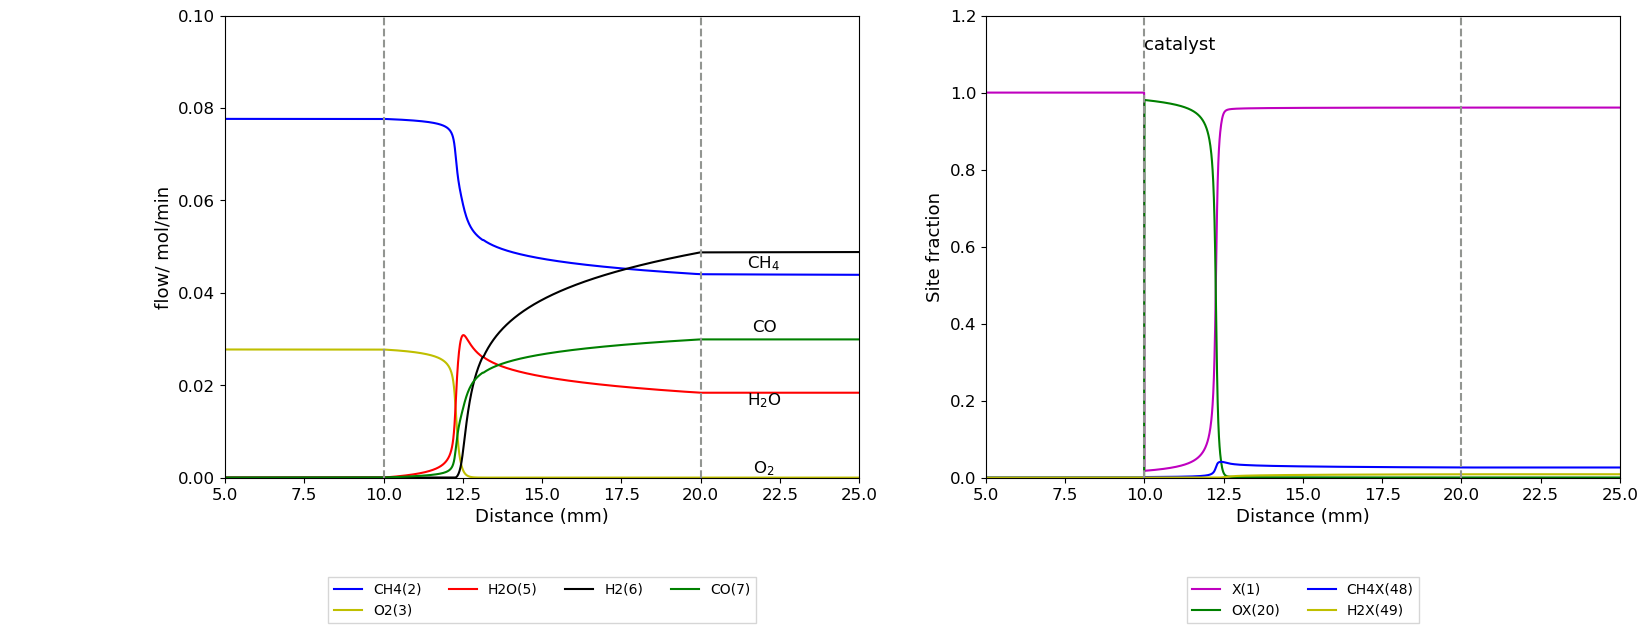 0.10
0.08
0.06
0.04
0.02
0.00
flow/ mol/min
CH4
CO
H2O
O2
5.0 7.5 10.0 12.5 15.0 17.5 20.0 22.5 25.0
Distance (mm)
CH4(2) H2O(5) H2(6) CO(7)
O2(3)
1.2
1.0
0.8
0.6
0.4
0.2
0.0
Site fraction
catalyst
5.0 7.5 10.0 12.5 15.0 17.5 20.0 22.5 25.0
Distance (mm)
X(1) CH4X(48)
OX(20) H2X(49)